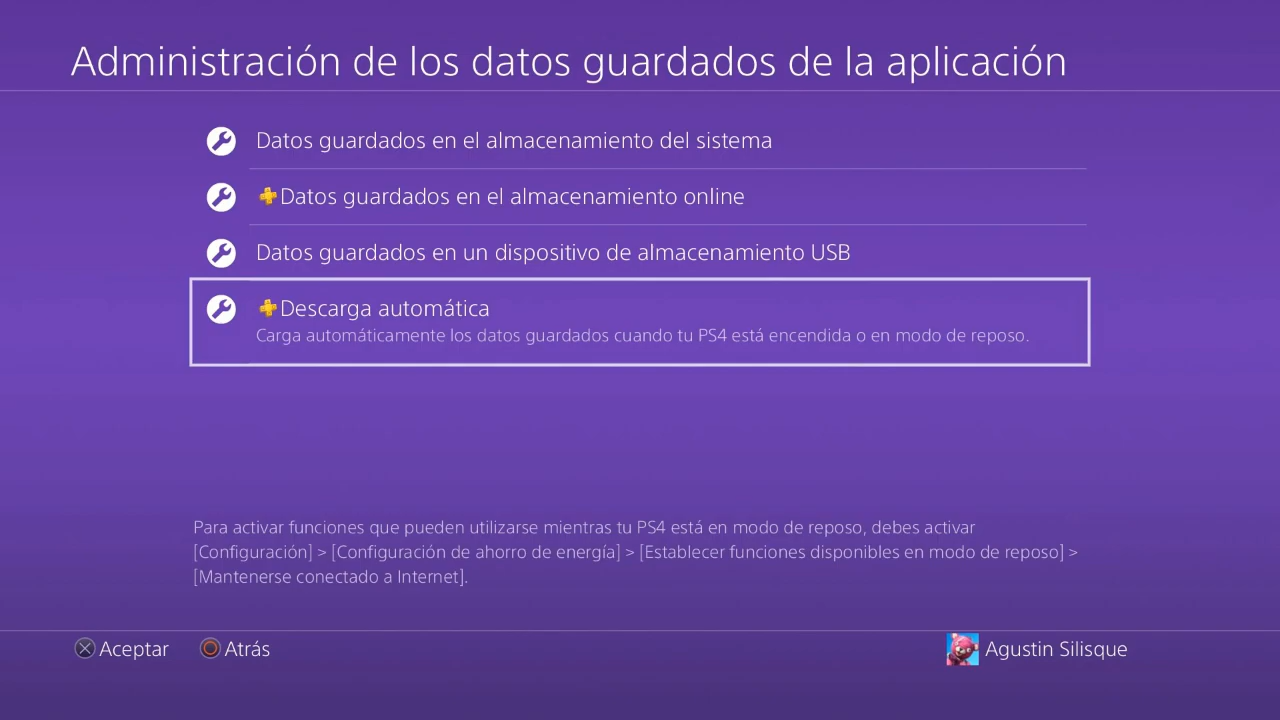 Administración de los datos guardados de la aplicación
Datos guardados en el almacenamiento del sistema
Datos guardados en el almacenamiento online
Datos guardados en un dispositivo de almacenamiento USB
Descarga automática
Carga automáticamente los datos guardados cuando tu PS4 está encendida o en modo de reposo.
Para activar funciones que pueden utilizarse mientras tu PS4 está en modo de reposo, debes activar
[Configuración] > [Configuración de ahorro de energía] > [Establecer funciones disponibles en modo de reposo] >
[Mantenerse conectado a Internet].
Aceptar Atrás Agustin Silisque